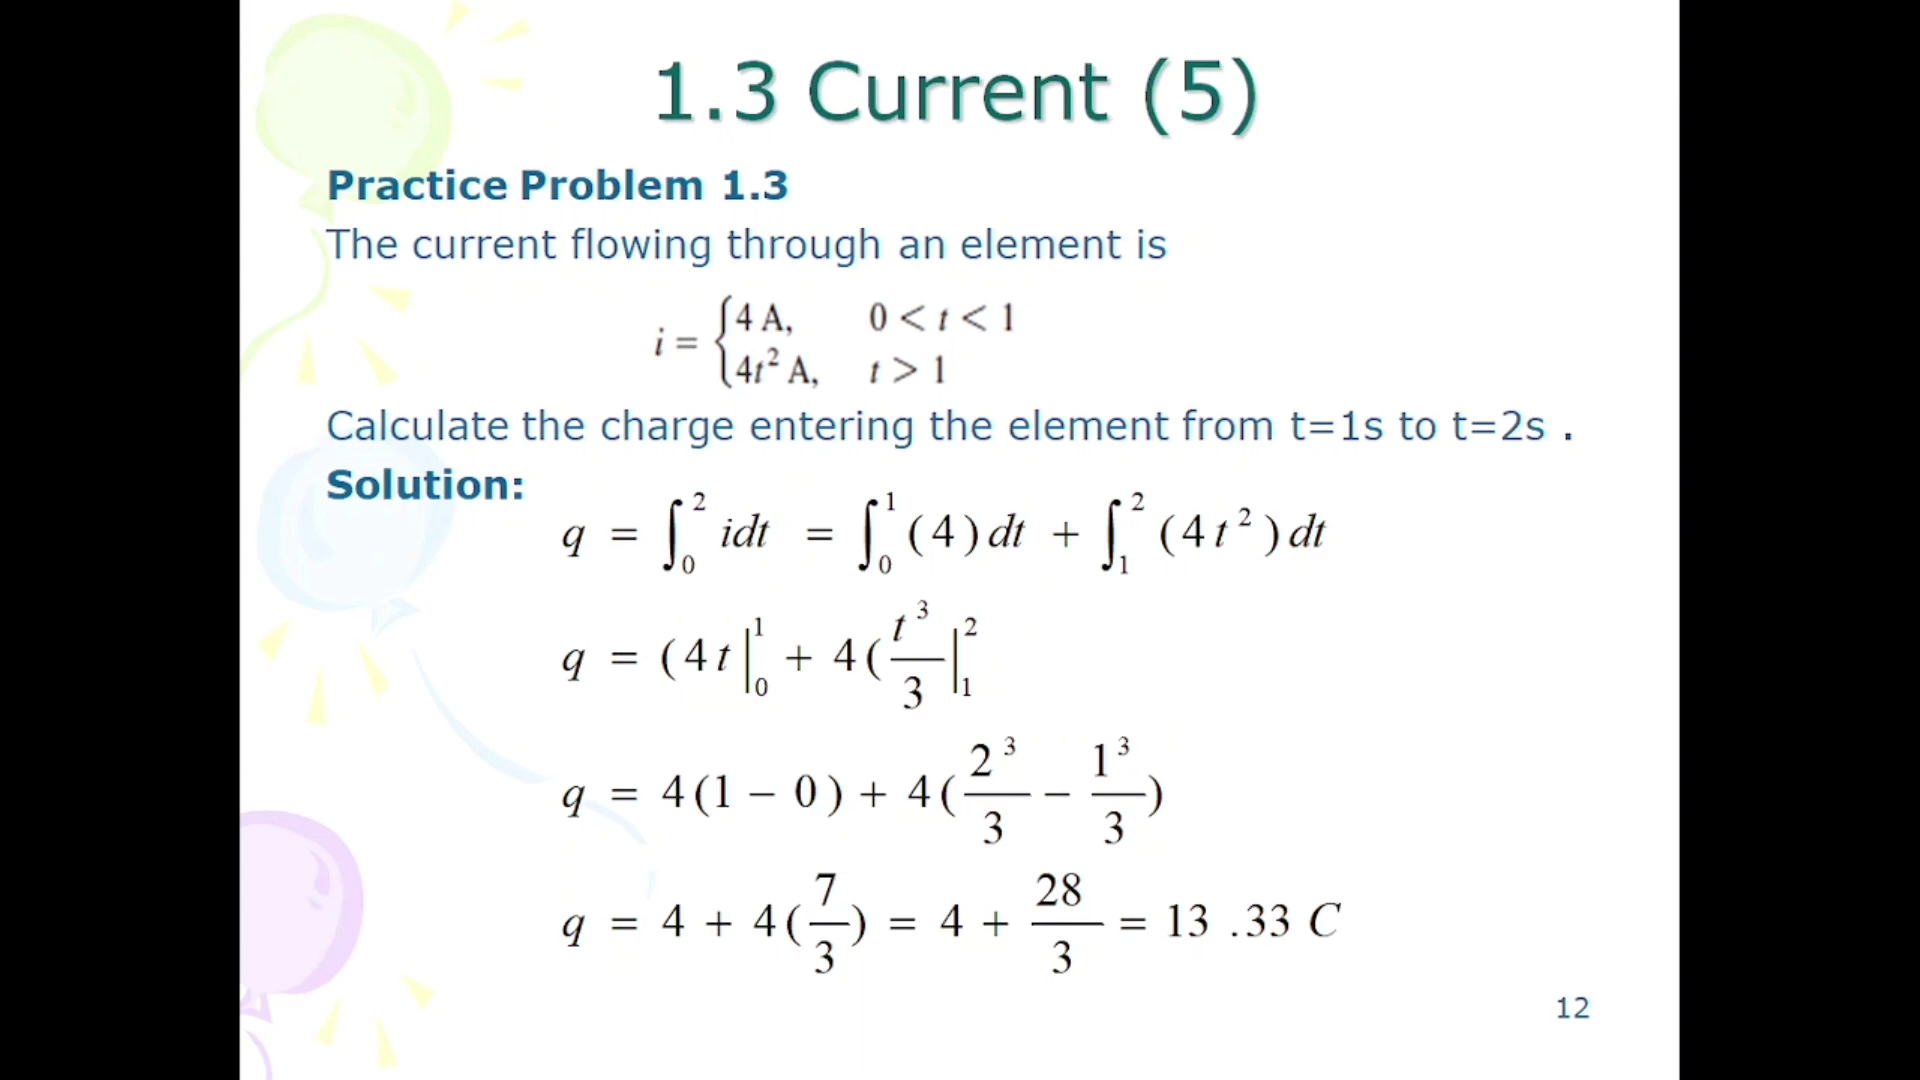 1.3 Current (5)
Practice Problem 1.3
The current flowing through an element is
i = { 4 A, 0 < t < 1
4t² A, t > 1
Calculate the charge entering the element from t=1s to t=2s .
Solution:
q = ∫₀² idt = ∫₀¹ (4) dt + ∫₁² (4t²) dt
q = (4t|₀¹ + 4(t³/3|₁²
q = 4(1 − 0) + 4(2³/3 − 1³/3)
q = 4 + 4(7/3) = 4 + 28/3 = 13 .33 C
12